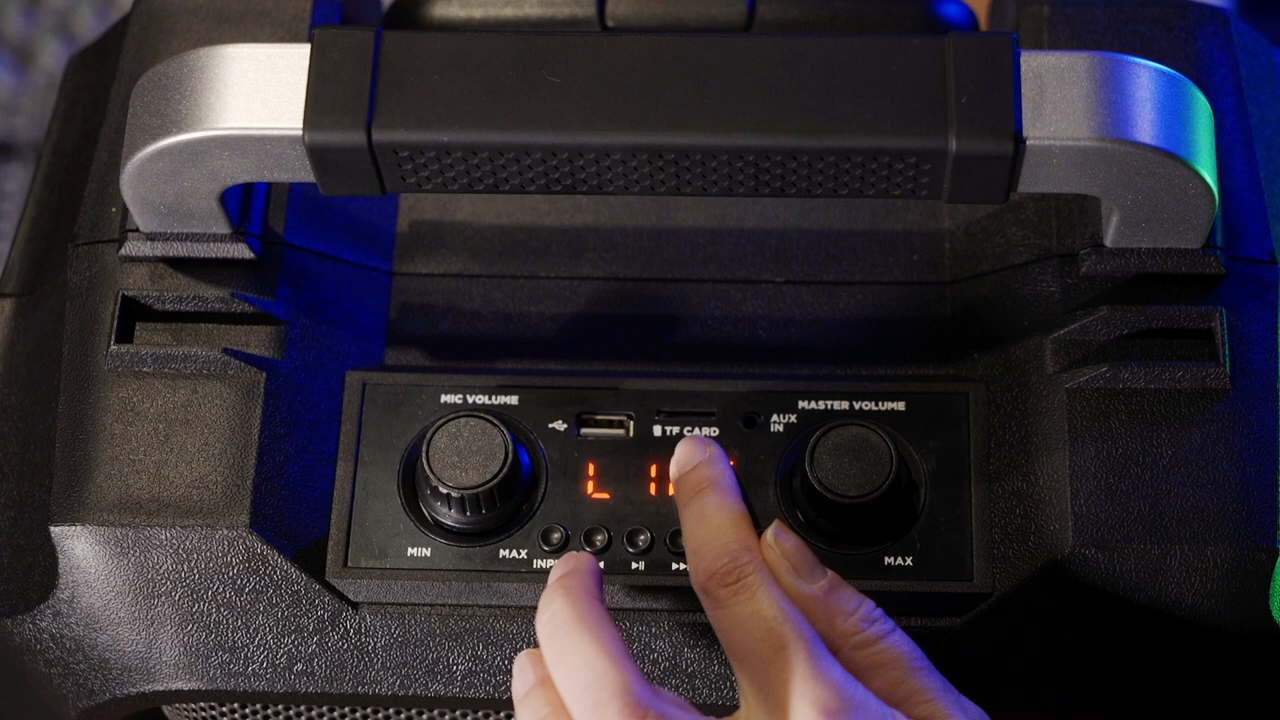 MIC VOLUME
TF CARD
AUX
IN
MASTER VOLUME
MIN
MAX
MAX